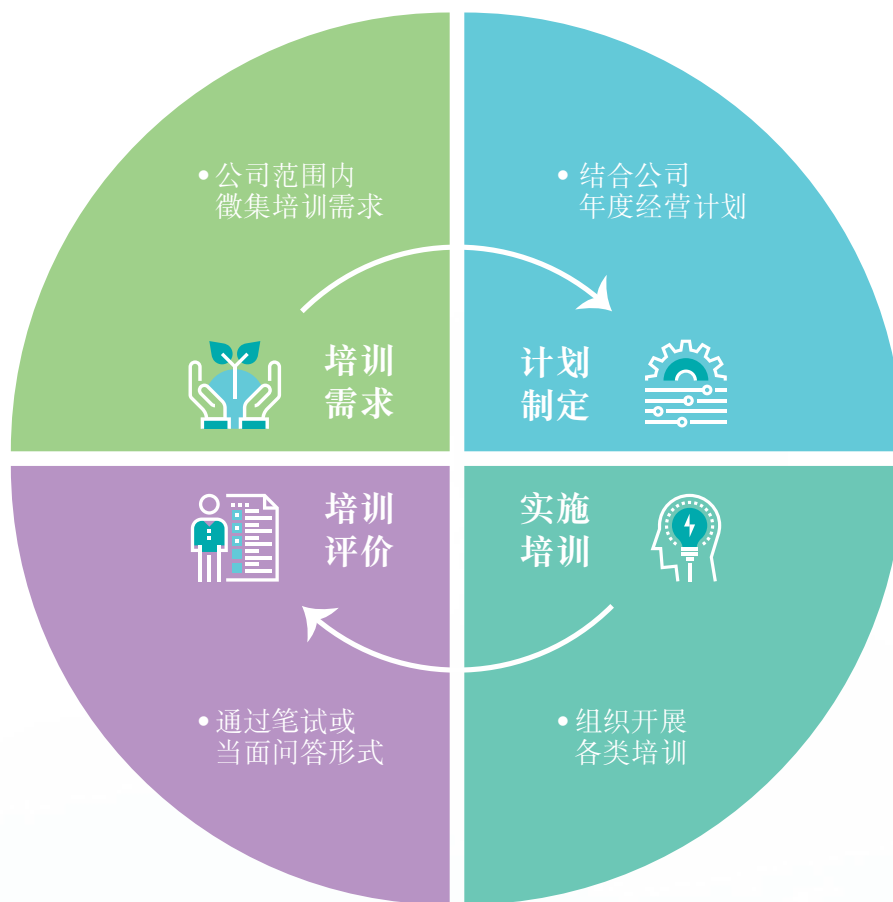 • 公司范围内
徵集培训需求
培训
需求
• 结合公司
年度经营计划
计划
制定
实施
培训
• 组织开展
各类培训
培训
评价
• 通过笔试或
当面问答形式